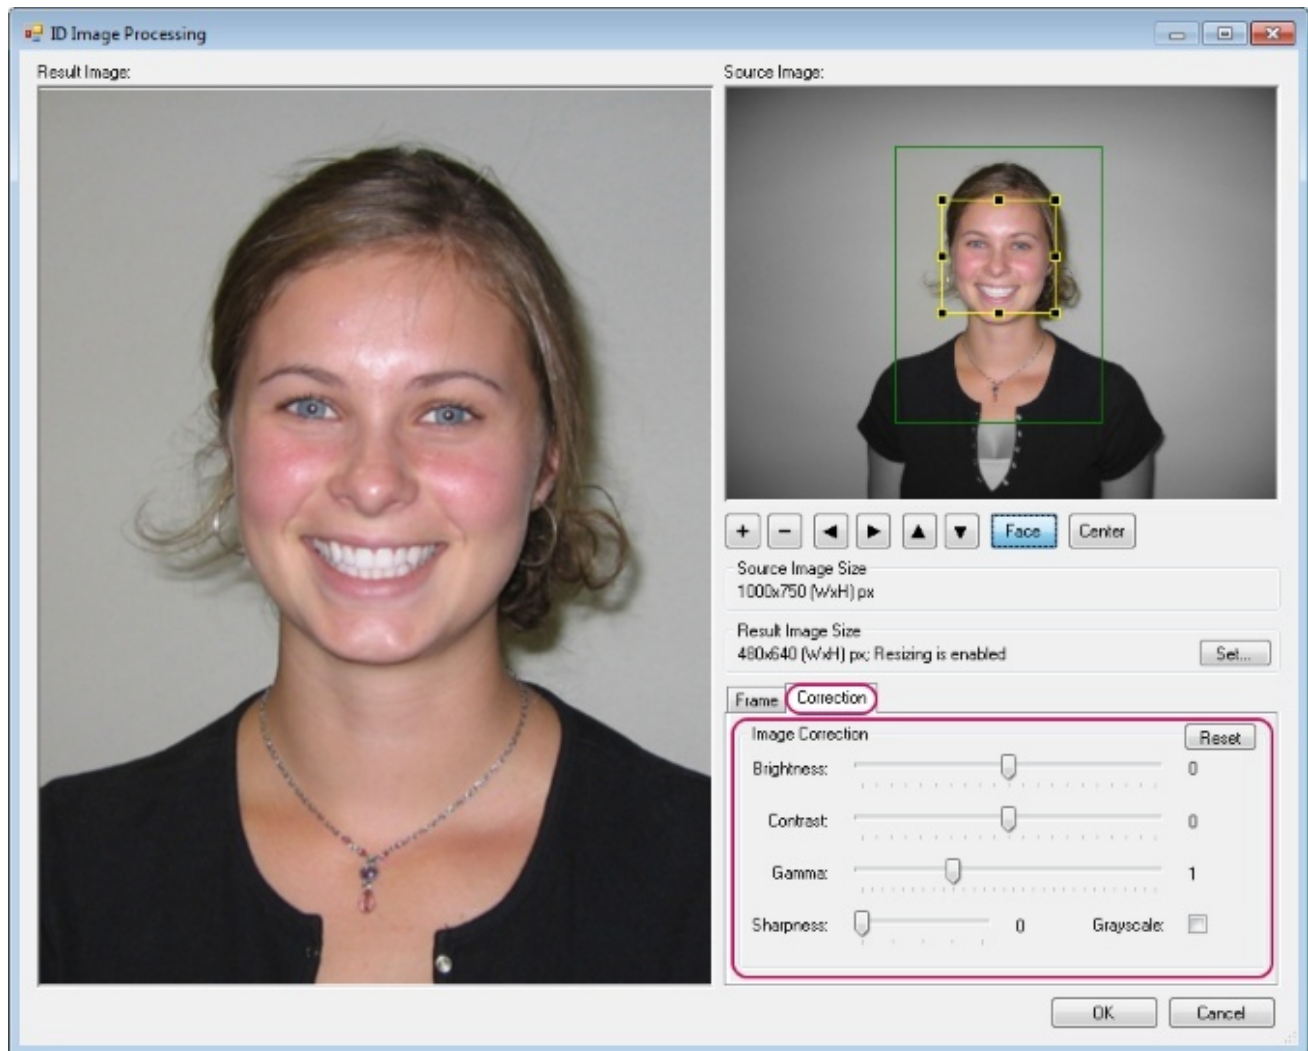 ID Image Processing
Result Image:
Source Image:
Face
Center
Source Image Size
1000x750 (WxH) px
Result Image Size
480x640 (WxH) px; Resizing is enabled
Set...
Frame
Correction
Image Correction
Reset
Brightness:
0
Contrast:
0
Gamma:
1
Sharpness:
0
Grayscale:
OK
Cancel